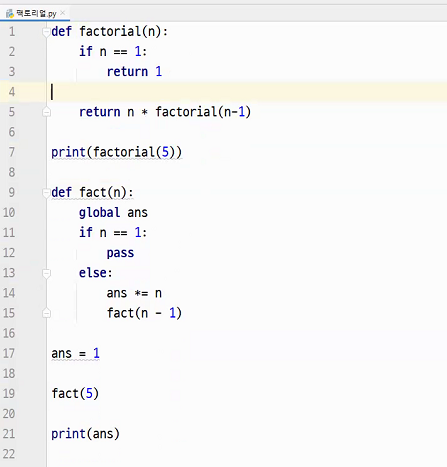 팩토리얼.py ×
1 def factorial(n):
2     if n == 1:
3         return 1
4
5     return n * factorial(n-1)
6
7 print(factorial(5))
8
9 def fact(n):
10     global ans
11     if n == 1:
12         pass
13     else:
14         ans *= n
15         fact(n - 1)
16
17 ans = 1
18
19 fact(5)
20
21 print(ans)
22